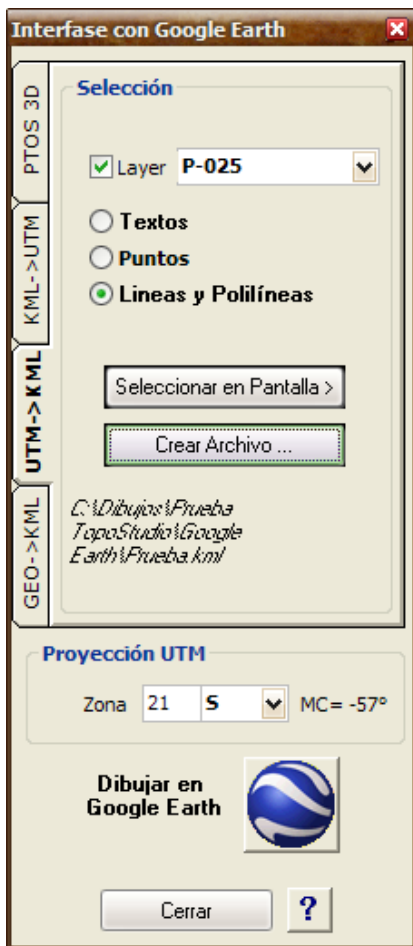 Interfase con Google Earth
PTOS 3D
KML->UTM
UTM->KML
GEO->KML
Selección
Layer P-025
Textos
Puntos
Lineas y Polilíneas
Seleccionar en Pantalla >
Crear Archivo ...
C:\Dibujos\Prueba
TopoStudio\Google
Earth\Prueba.kml
Proyección UTM
Zona 21 S MC= -57º
Dibujar en
Google Earth
Cerrar ?